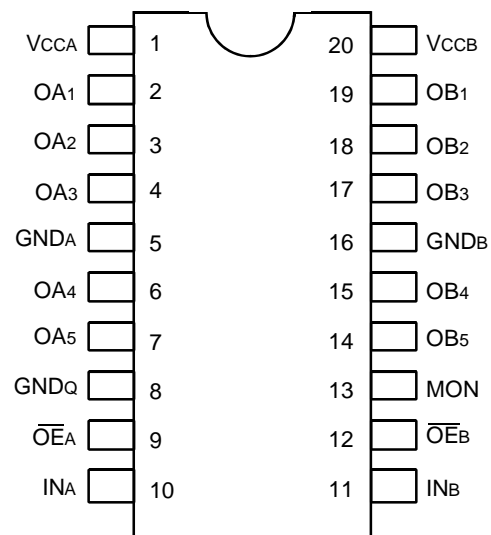 VCCA 1 20 VCCB
OA1 2 19 OB1
OA2 3 18 OB2
OA3 4 17 OB3
GNDA 5 16 GNDB
OA4 6 15 OB4
OA5 7 14 OB5
GNDQ 8 13 MON
O̅E̅A 9 12 O̅E̅B
INA 10 11 INB